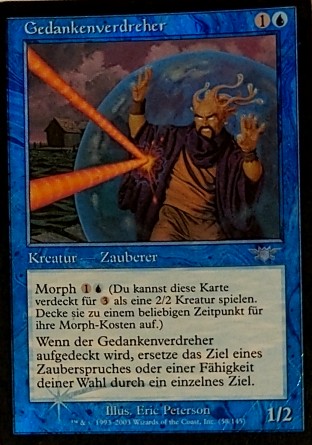 Gedankenverdreher 1
Kreatur — Zauberer
Morph 1 (Du kannst diese Karte
verdeckt für 3 als eine 2/2 Kreatur spielen.
Decke sie zu einem beliebigen Zeitpunkt für
ihre Morph-Kosten auf.)
Wenn der Gedankenverdreher
aufgedeckt wird, ersetze das Ziel eines
Zauberspruches oder einer Fähigkeit
deiner Wahl durch ein einzelnes Ziel.
Illus. Eric Peterson
™ & © 1993-2003 Wizards of the Coast, Inc. /145
1/2